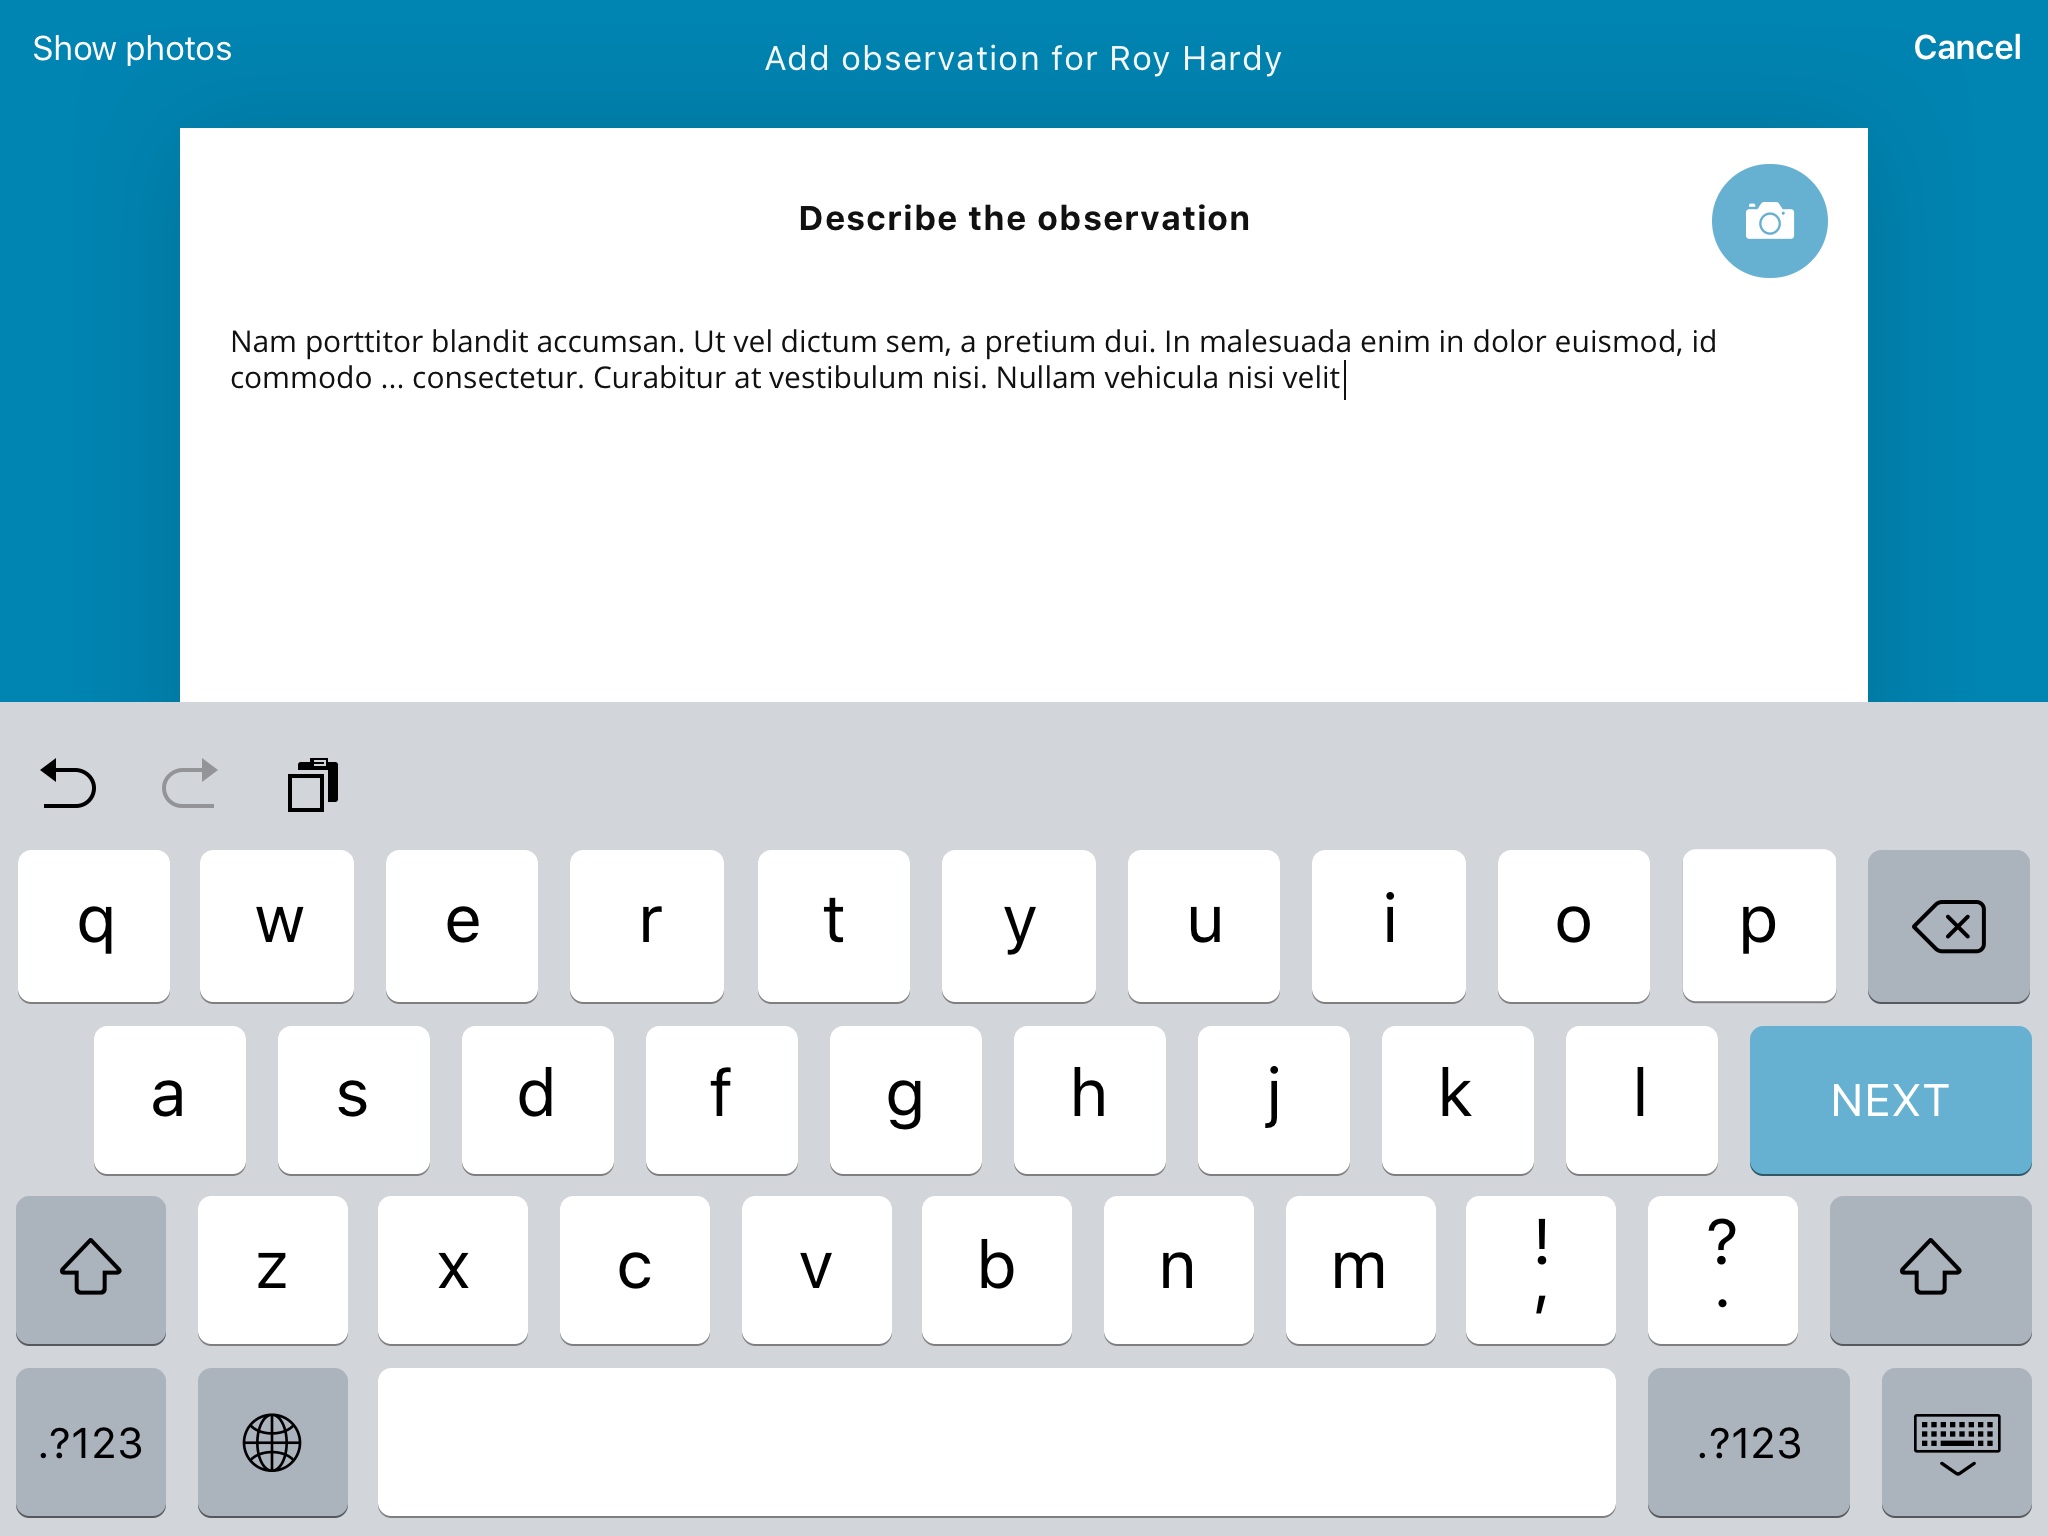 Show photos
Add observation for Roy Hardy
Cancel
Describe the observation
Nam porttitor blandit accumsan. Ut vel dictum sem, a pretium dui. In malesuada enim in dolor euismod, id
commodo ... consectetur. Curabitur at vestibulum nisi. Nullam vehicula nisi velit
q w e r t y u i o p
a s d f g h j k l NEXT
z x c v b n m ! , ? .
.?123 .?123